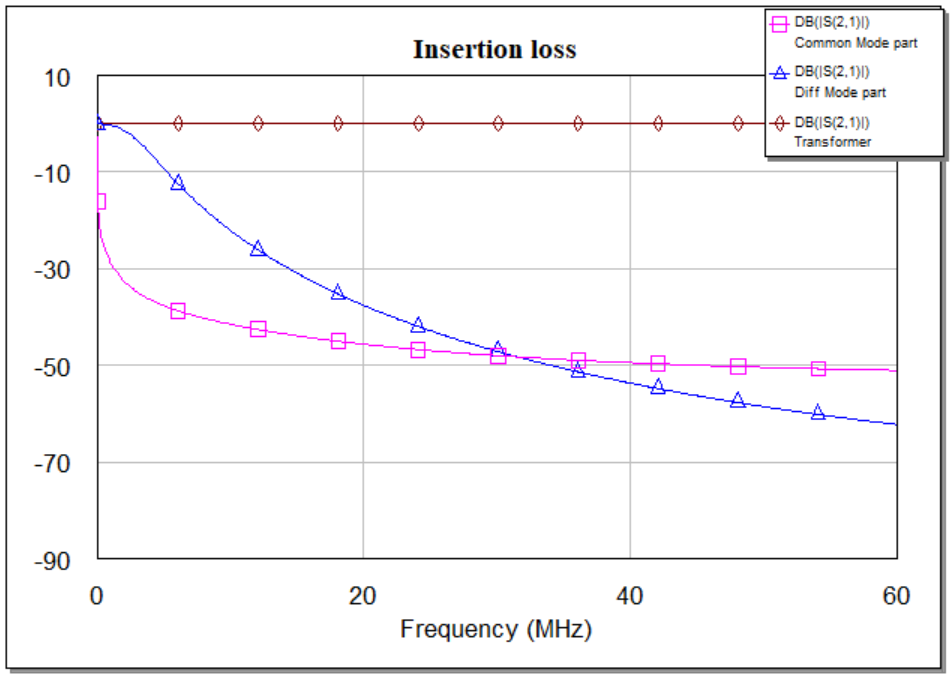 Insertion loss
DB(|S(2,1)|)
Common Mode part
DB(|S(2,1)|)
Diff Mode part
DB(|S(2,1)|)
Transformer
10
-10
-30
-50
-70
-90
0
20
40
60
Frequency (MHz)